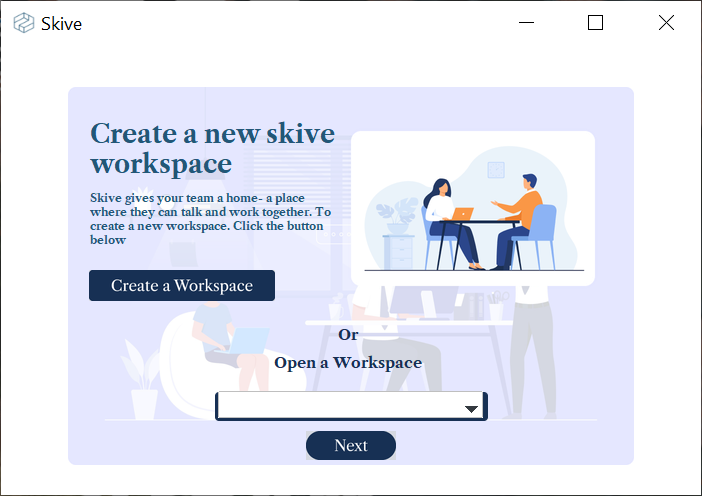 Skive
Create a new skive
workspace
Skive gives your team a home- a place
where they can talk and work together. To
create a new workspace. Click the button
below
Create a Workspace
Or
Open a Workspace
Next